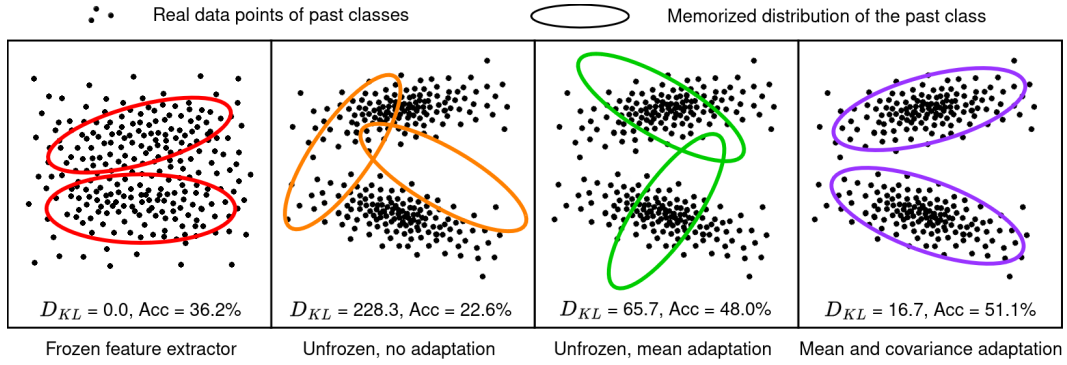 Real data points of past classes
Memorized distribution of the past class
D_KL = 0.0, Acc = 36.2%
D_KL = 228.3, Acc = 22.6%
D_KL = 65.7, Acc = 48.0%
D_KL = 16.7, Acc = 51.1%
Frozen feature extractor
Unfrozen, no adaptation
Unfrozen, mean adaptation
Mean and covariance adaptation